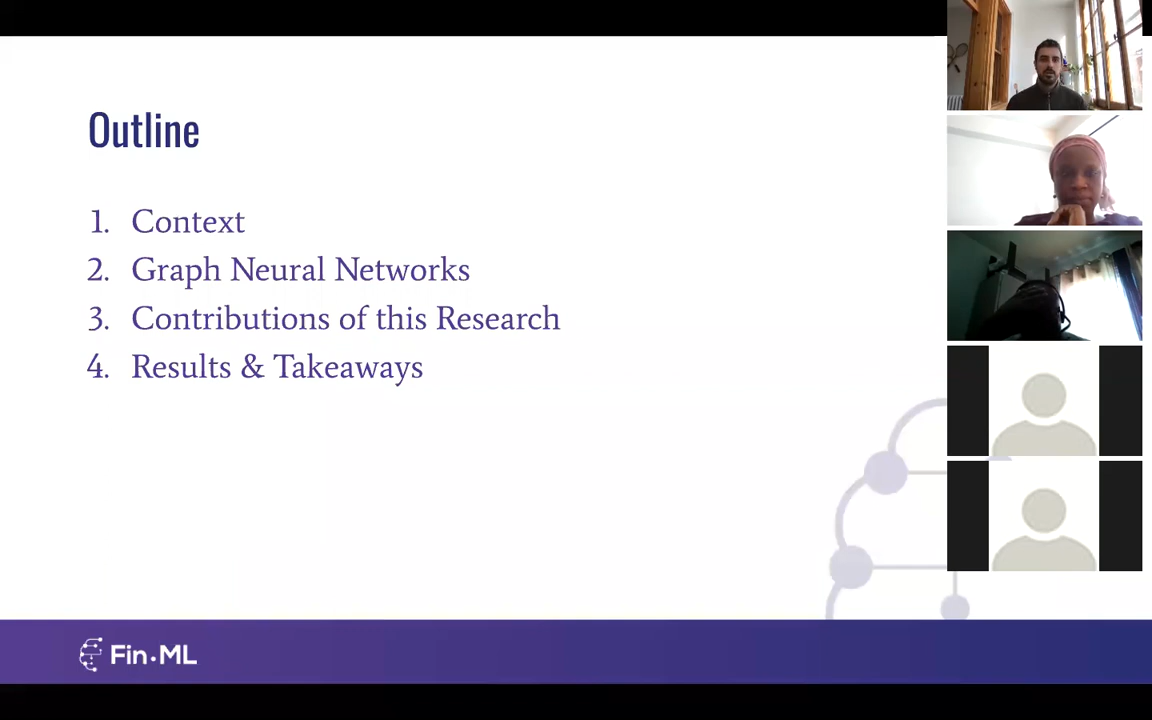 Outline
1. Context
2. Graph Neural Networks
3. Contributions of this Research
4. Results & Takeaways
Fin·ML